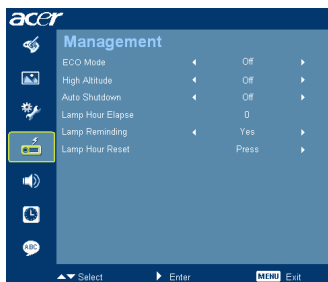 acer
Management
ECO Mode Off
High Altitude Off
Auto Shutdown Off
Lamp Hour Elapse 0
Lamp Reminding Yes
Lamp Hour Reset Press
ABC
Select Enter MENU Exit